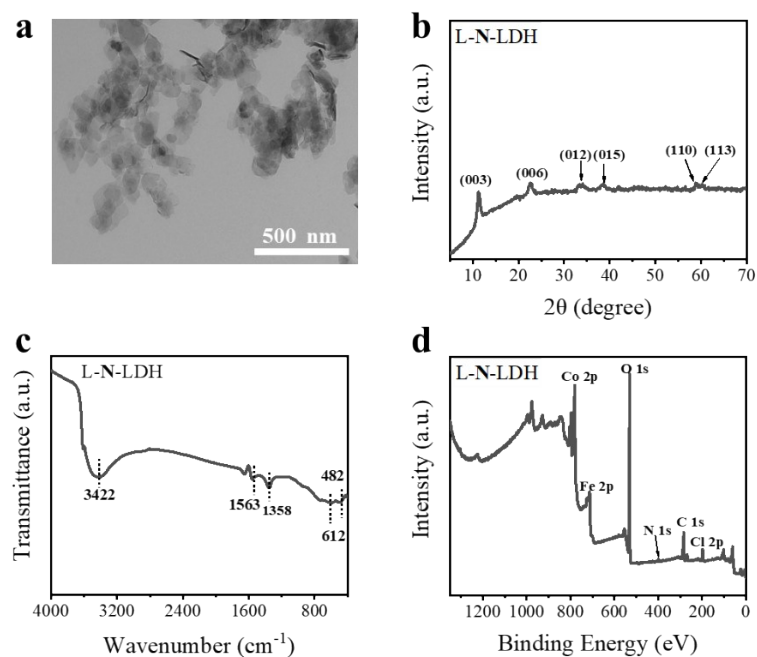 a
500 nm
b
L-N-LDH
(003)
(006)
(012)
(015)
(110)
(113)
Intensity (a.u.)
10 20 30 40 50 60 70
2θ (degree)
c
L-N-LDH
3422
1563
1358
482
612
Transmittance (a.u.)
4000 3200 2400 1600 800
Wavenumber (cm-1)
d
L-N-LDH
O 1s
Co 2p
Fe 2p
N 1s
C 1s
Cl 2p
Intensity (a.u.)
1200 1000 800 600 400 200 0
Binding Energy (eV)